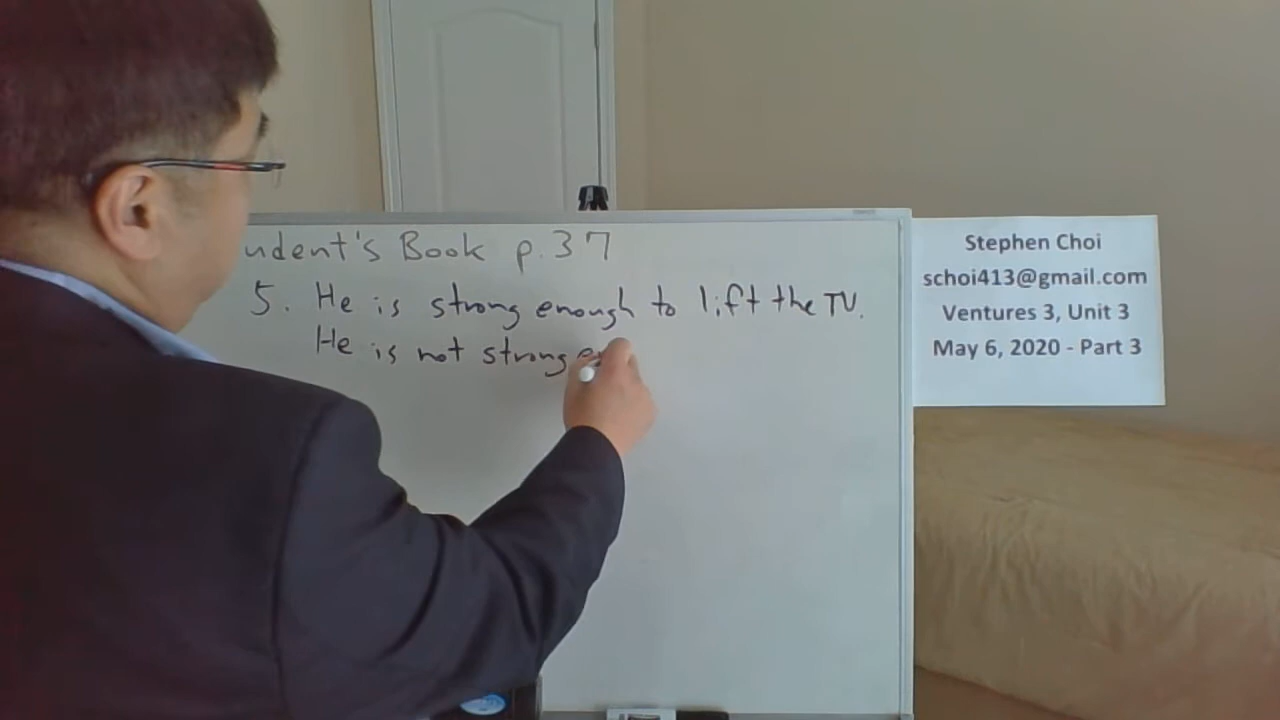 udent's Book p.37
5. He is strong enough to lift the TV.
He is not strong
Stephen Choi
schoi413@gmail.com
Ventures 3, Unit 3
May 6, 2020 - Part 3